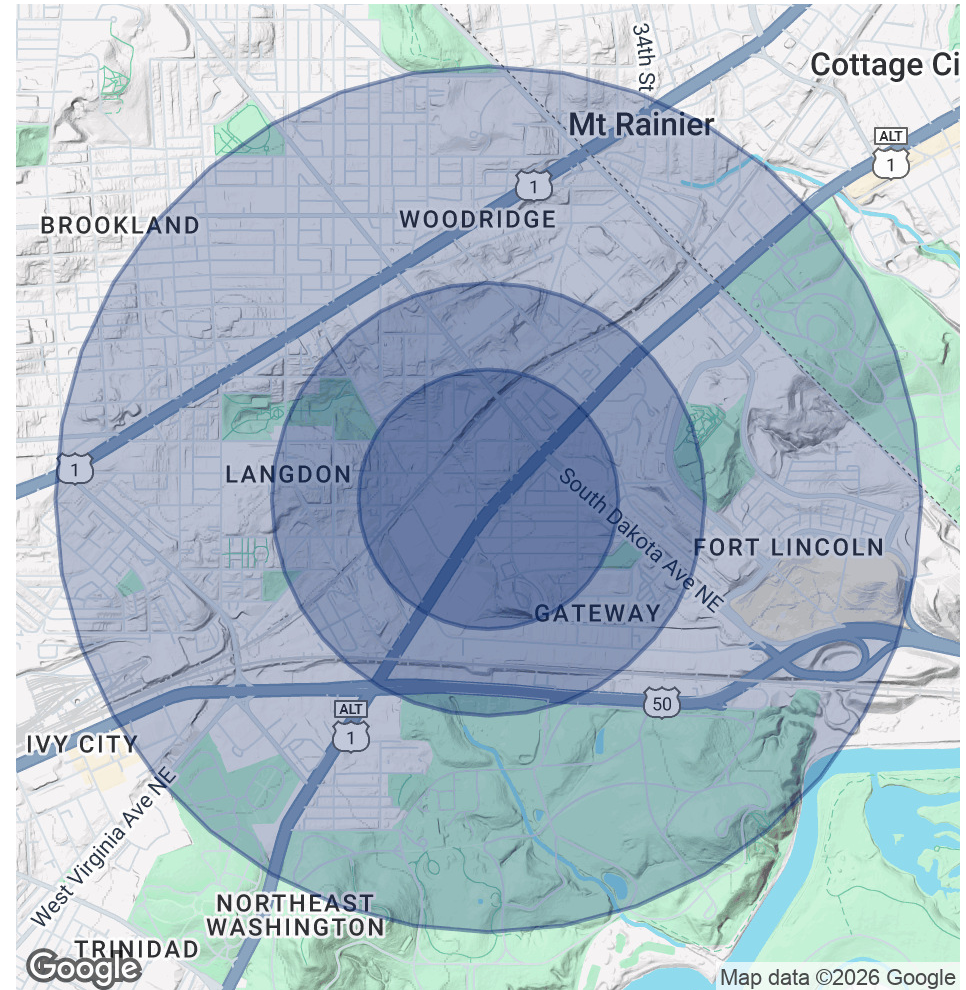 34th St
Cottage Ci
Mt Rainier
ALT
1
1
BROOKLAND
WOODRIDGE
1
LANGDON
South Dakota Ave NE
FORT LINCOLN
GATEWAY
50
ALT
1
IVY CITY
West Virginia Ave NE
NORTHEAST
WASHINGTON
TRINIDAD
Google
Map data ©2026 Google